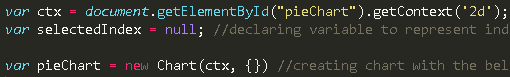 var ctx = document.getElementById("pieChart").getContext('2d');
var selectedIndex = null; //declaring variable to represent ind
var pieChart = new Chart(ctx, {}) //creating chart with the bel